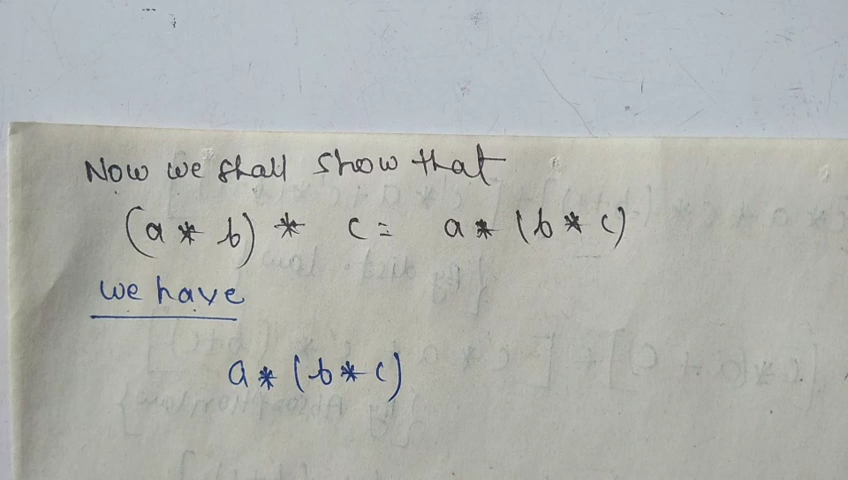 Now we shall show that
(a * b) * c = a * (b * c)
we have
a * (b * c)